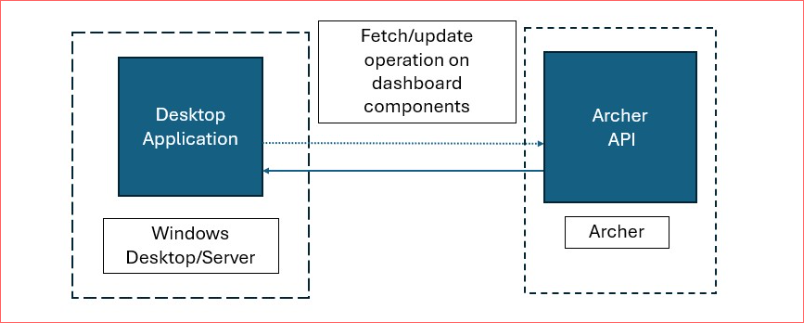 Fetch/update
operation on
dashboard
components
Desktop
Application
Archer
API
Windows
Desktop/Server
Archer